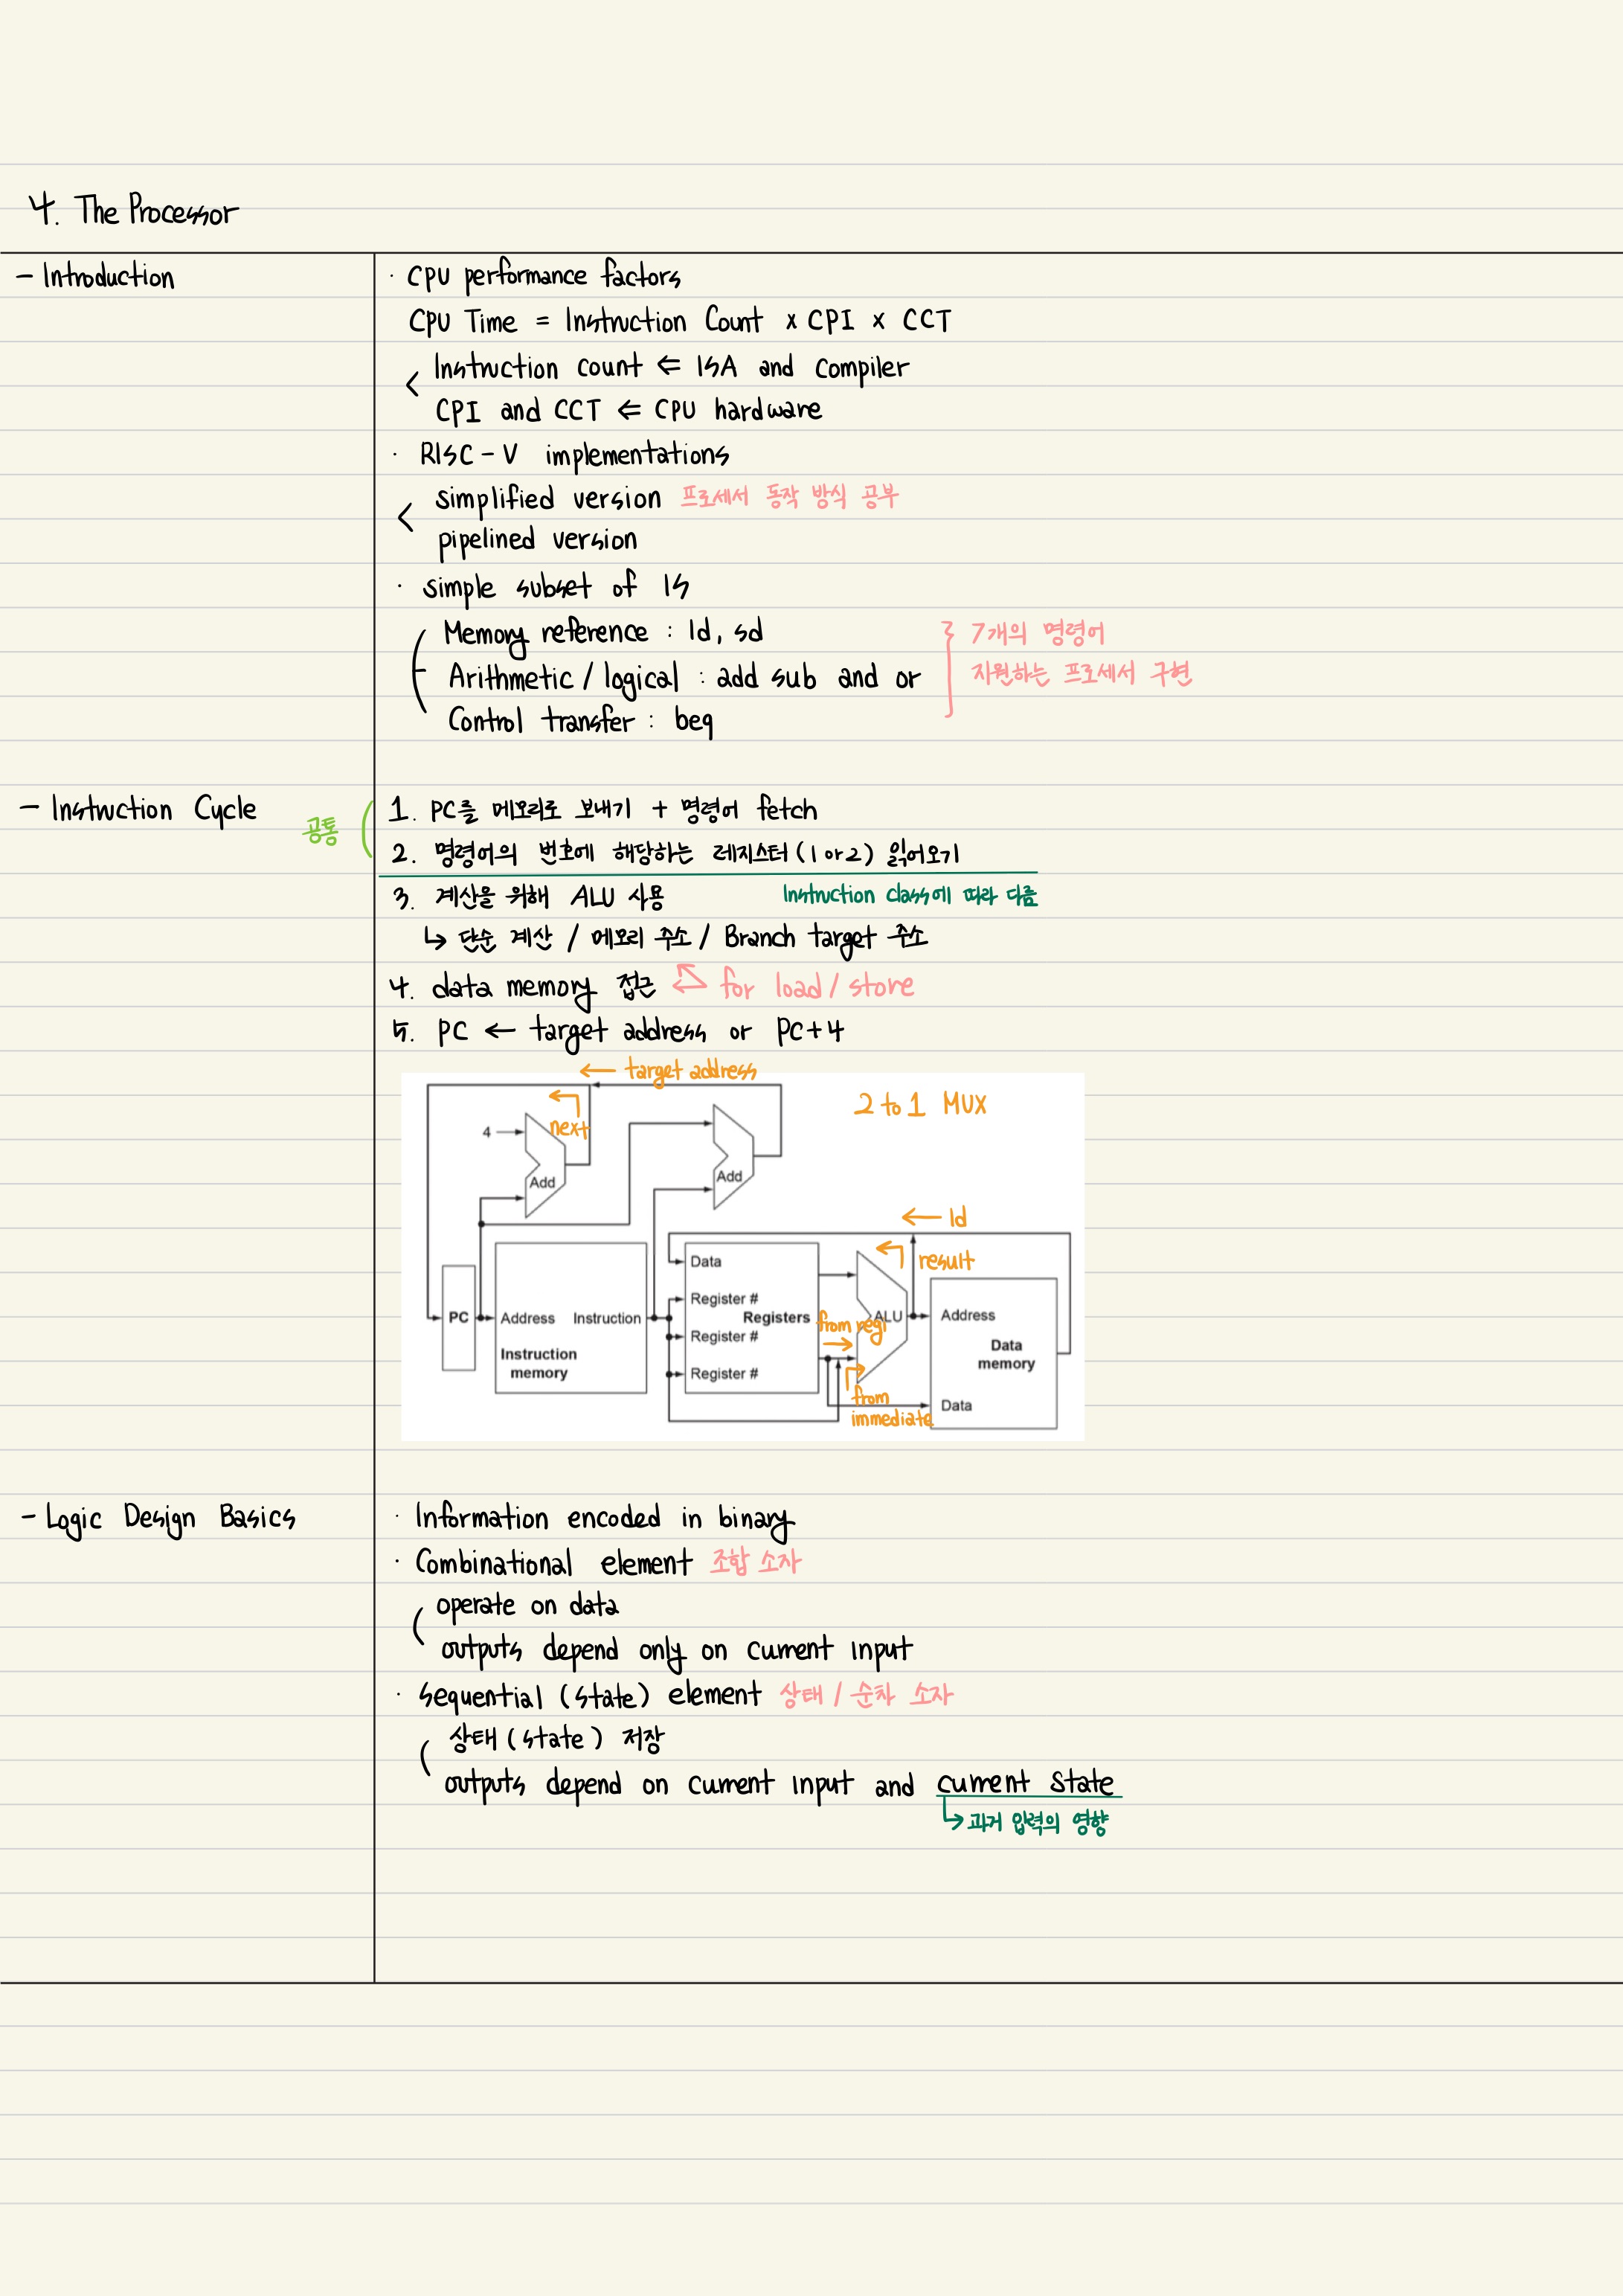 4. The Processor
- Introduction
· CPU performance factors
CPU Time = Instruction Count x CPI x CCT
< Instruction count ⇐ ISA and compiler
CPI and CCT ⇐ CPU hardware
· RISC-V implementations
< simplified version 프로세서 동작 방식 공부
pipelined version
· simple subset of IS
Memory reference : ld, sd
Arithmetic / logical : add sub and or
Control transfer : beq
} 7개의 명령어
지원하는 프로세서 구현
- Instruction Cycle
공통
1. PC를 메모리로 보내기 + 명령어 fetch
2. 명령어의 번호에 해당하는 레지스터 (1 or 2) 읽어오기
3. 계산을 위해 ALU 사용
Instruction class에 따라 다름
↳ 단순 계산 / 메모리 주소 / Branch target 주소
4. data memory 접근 for load / store
5. PC ← target address or PC+4
← target address
2 to 1 MUX
next
4
Add
Add
← ld
result
Data
Register #
Register #
Register #
Registers
PC
Address
Instruction
Instruction
memory
ALU
from regi
from
immediate
Address
Data
memory
Data
- Logic Design Basics
· Information encoded in binary
· Combinational element 조합 소자
operate on data
outputs depend only on current input
· Sequential (state) element 상태 / 순차 소자
상태 (state) 저장
outputs depend on current input and current state
↳ 과거 입력의 영향